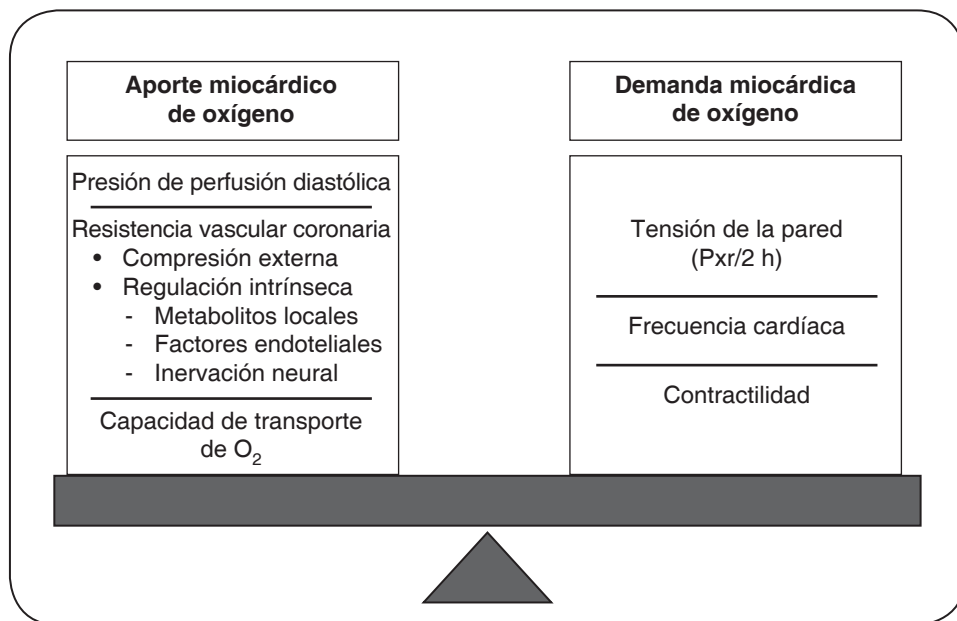 Aporte miocárdico
de oxígeno
Presión de perfusión diastólica
Resistencia vascular coronaria
• Compresión externa
• Regulación intrínseca
- Metabolitos locales
- Factores endoteliales
- Inervación neural
Capacidad de transporte
de O₂
Demanda miocárdica
de oxígeno
Tensión de la pared
(Pxr/2 h)
Frecuencia cardíaca
Contractilidad